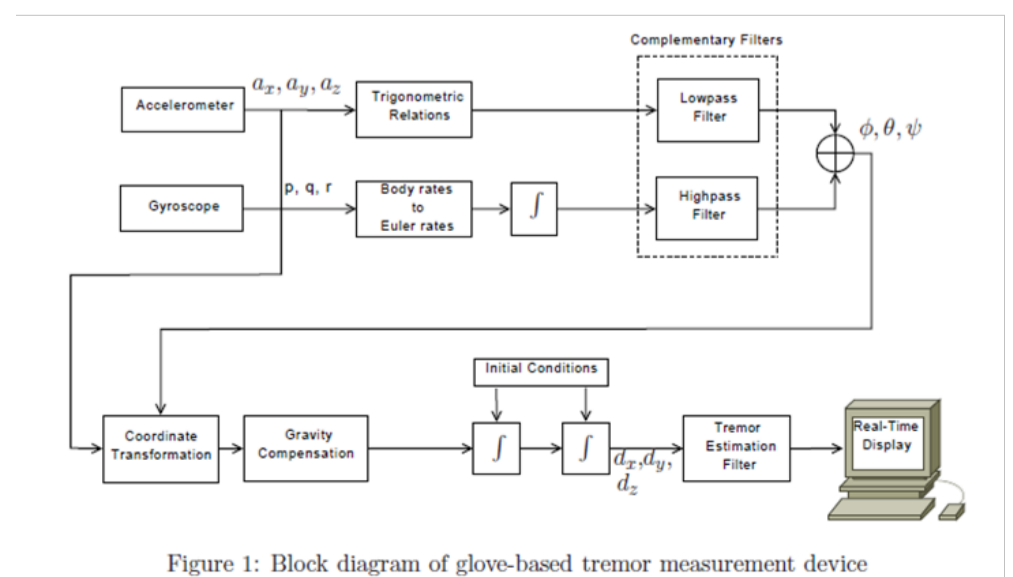 Complementary Filters
a_x, a_y, a_z
Accelerometer
Trigonometric
Relations
Lowpass
Filter
ϕ, θ, ψ
p, q, r
Gyroscope
Body rates
to
Euler rates
∫
Highpass
Filter
Initial Conditions
Coordinate
Transformation
Gravity
Compensation
∫
∫
d_x,d_y,
d_z
Tremor
Estimation
Filter
Real-Time
Display
Figure 1: Block diagram of glove-based tremor measurement device